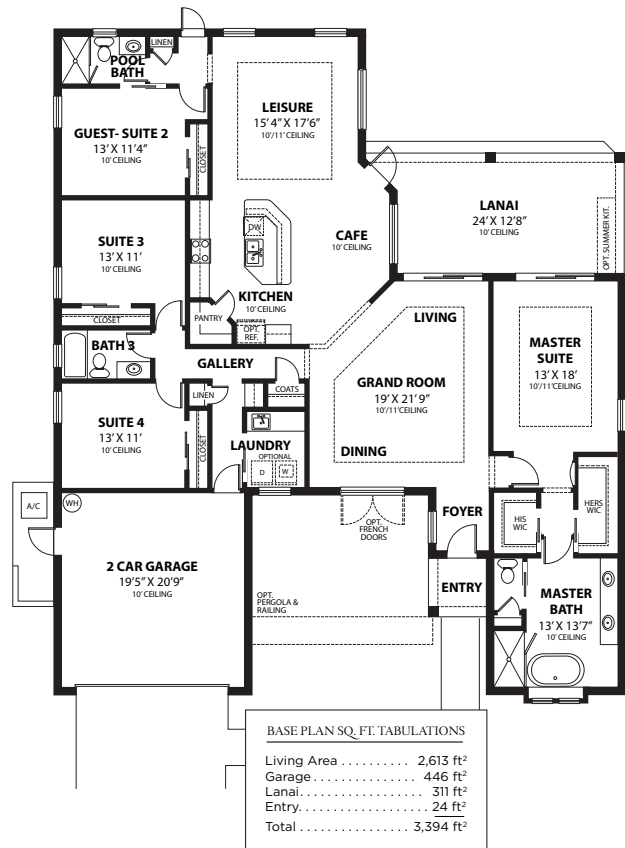 LINEN
POOL
BATH
LEISURE
15' 4" X 17'6"
10'/11' CEILING
GUEST- SUITE 2
13' X 11'4"
10' CEILING
CLOSET
LANAI
24' X 12'8"
10' CEILING
OPT. SUMMER KIT.
SUITE 3
13' X 11'
10' CEILING
CLOSET
DW
CAFE
10' CEILING
KITCHEN
10' CEILING
PANTRY
OPT.
REF.
LIVING
MASTER
SUITE
13' X 18'
10'/11'CEILING
BATH 3
GALLERY
GRAND ROOM
19' X 21' 9"
10'/11'CEILING
LINEN
COATS
SUITE 4
13' X 11'
10' CEILING
CLOSET
LAUNDRY
OPTIONAL
D
W
DINING
A/C
WH
HIS
WIC
HERS
WIC
FOYER
OPT.
FRENCH
DOORS
2 CAR GARAGE
19'5" X 20'9"
10' CEILING
OPT.
PERGOLA &
RAILING
ENTRY
MASTER
BATH
13' X 13'7"
10' CEILING
BASE PLAN SQ. FT. TABULATIONS
Living Area .......... 2,613 ft²
Garage ................ 446 ft²
Lanai................... 311 ft²
Entry.................... 24 ft²
Total ................. 3,394 ft²